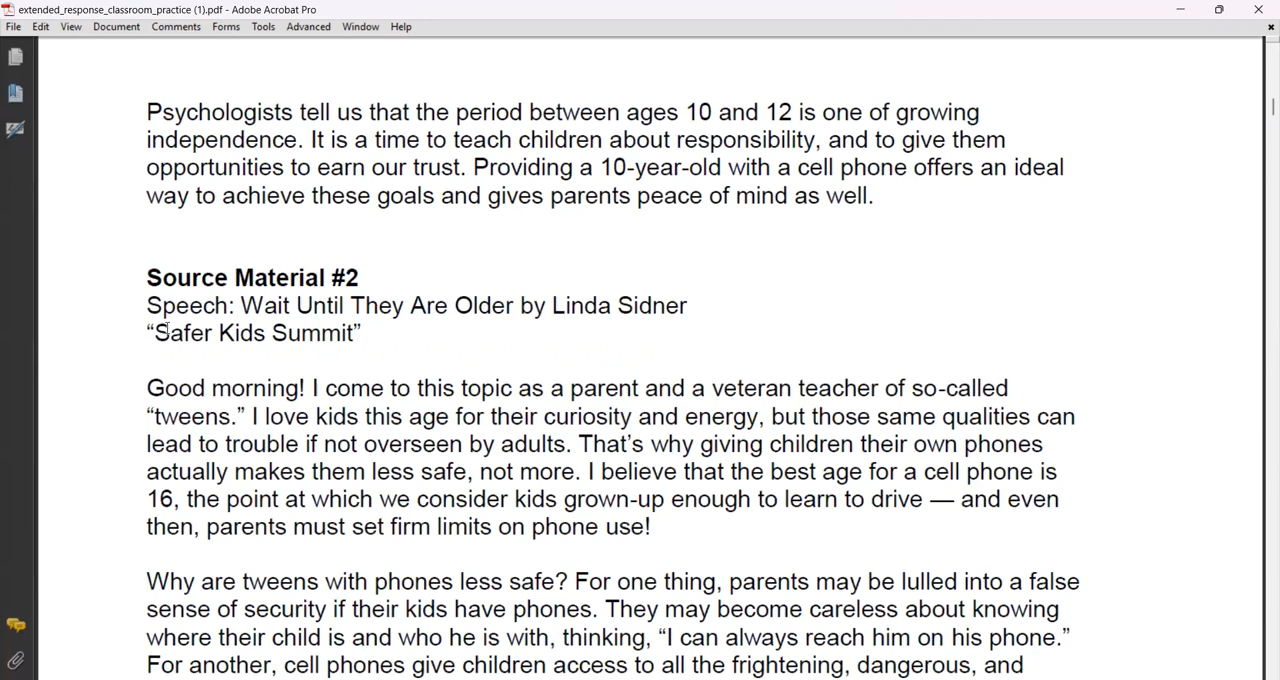 extended_response_classroom_practice (1).pdf - Adobe Acrobat Pro
File Edit View Document Comments Forms Tools Advanced Window Help
Psychologists tell us that the period between ages 10 and 12 is one of growing
independence. It is a time to teach children about responsibility, and to give them
opportunities to earn our trust. Providing a 10-year-old with a cell phone offers an ideal
way to achieve these goals and gives parents peace of mind as well.
Source Material #2
Speech: Wait Until They Are Older by Linda Sidner
“Safer Kids Summit”
Good morning! I come to this topic as a parent and a veteran teacher of so-called
“tweens.” I love kids this age for their curiosity and energy, but those same qualities can
lead to trouble if not overseen by adults. That’s why giving children their own phones
actually makes them less safe, not more. I believe that the best age for a cell phone is
16, the point at which we consider kids grown-up enough to learn to drive — and even
then, parents must set firm limits on phone use!
Why are tweens with phones less safe? For one thing, parents may be lulled into a false
sense of security if their kids have phones. They may become careless about knowing
where their child is and who he is with, thinking, “I can always reach him on his phone.”
For another, cell phones give children access to all the frightening, dangerous, and